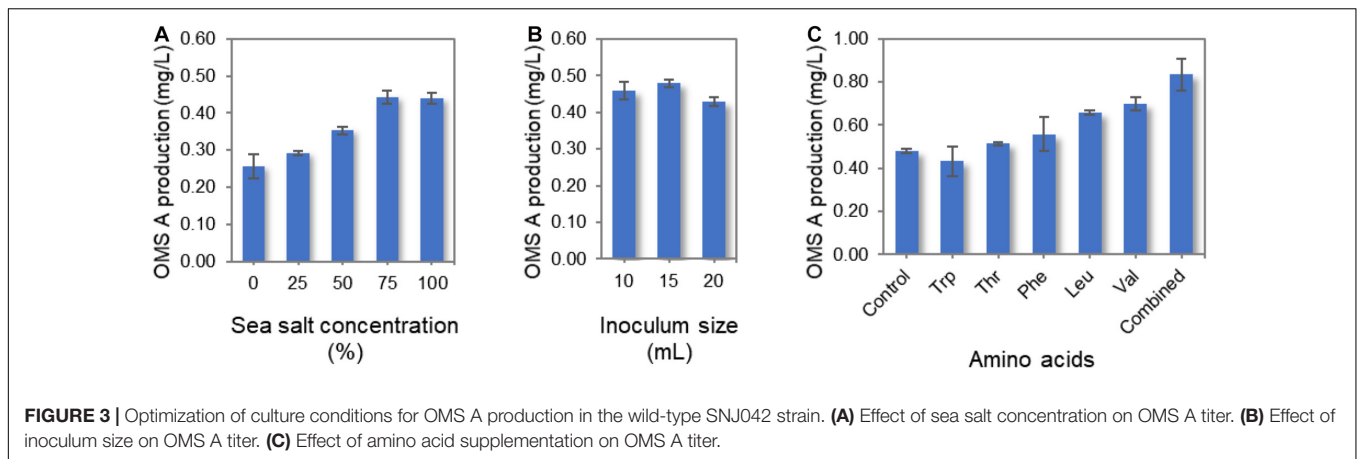 A
OMS A production (mg/L)
0.60
0.50
0.40
0.30
0.20
0.10
0.00
0 25 50 75 100
Sea salt concentration
(%)
B
OMS A production (mg/L)
0.60
0.50
0.40
0.30
0.20
0.10
0.00
10 15 20
Inoculum size
(mL)
C
OMS A production (mg/L)
1.00
0.80
0.60
0.40
0.20
0.00
Control Trp Thr Phe Leu Val Combined
Amino acids
FIGURE 3 | Optimization of culture conditions for OMS A production in the wild-type SNJ042 strain. (A) Effect of sea salt concentration on OMS A titer. (B) Effect of
inoculum size on OMS A titer. (C) Effect of amino acid supplementation on OMS A titer.